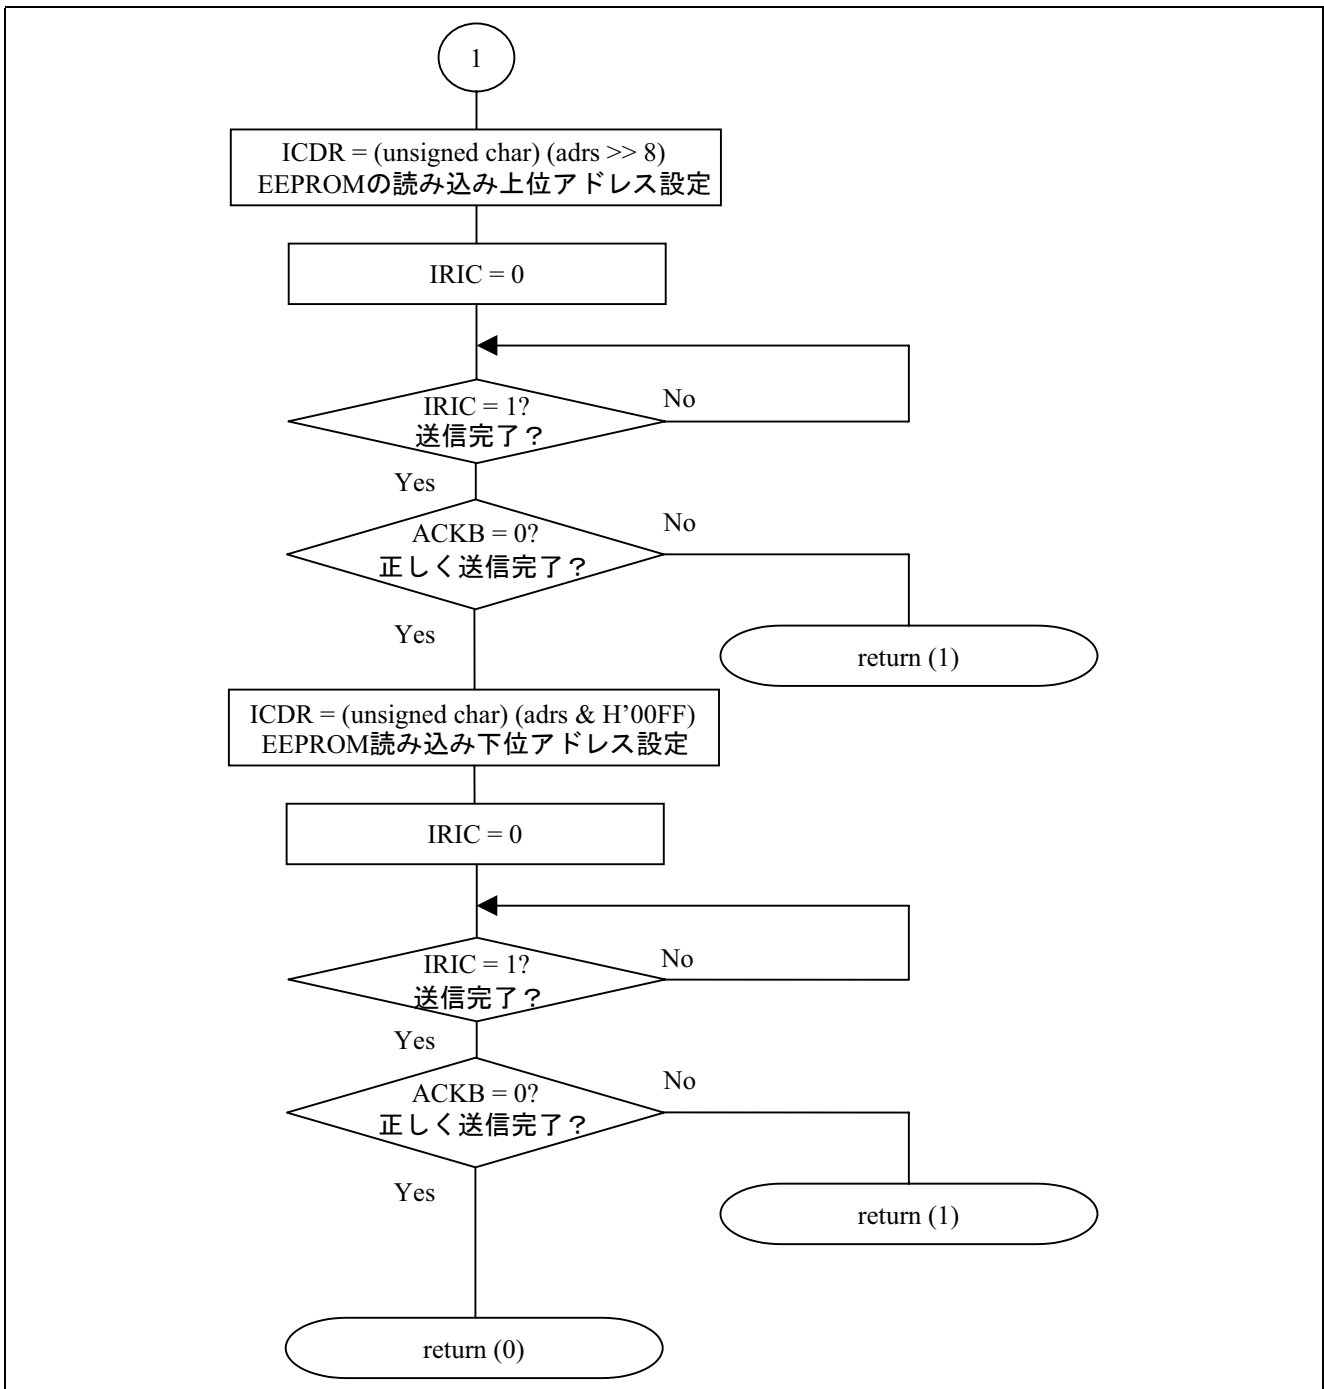 1
ICDR = (unsigned char) (adrs >> 8)
EEPROMの読み込み上位アドレス設定
IRIC = 0
IRIC = 1?
送信完了？
No
Yes
ACKB = 0?
正しく送信完了？
No
Yes
return (1)
ICDR = (unsigned char) (adrs & H’00FF)
EEPROM読み込み下位アドレス設定
IRIC = 0
IRIC = 1?
送信完了？
No
Yes
ACKB = 0?
正しく送信完了？
No
Yes
return (1)
return (0)